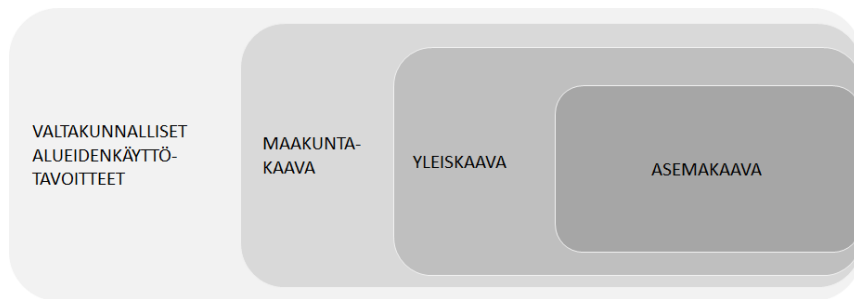 VALTAKUNNALLISET
ALUEIDENKÄYTTÖ-
TAVOITTEET
MAAKUNTA-
KAAVA
YLEISKAAVA
ASEMAKAAVA